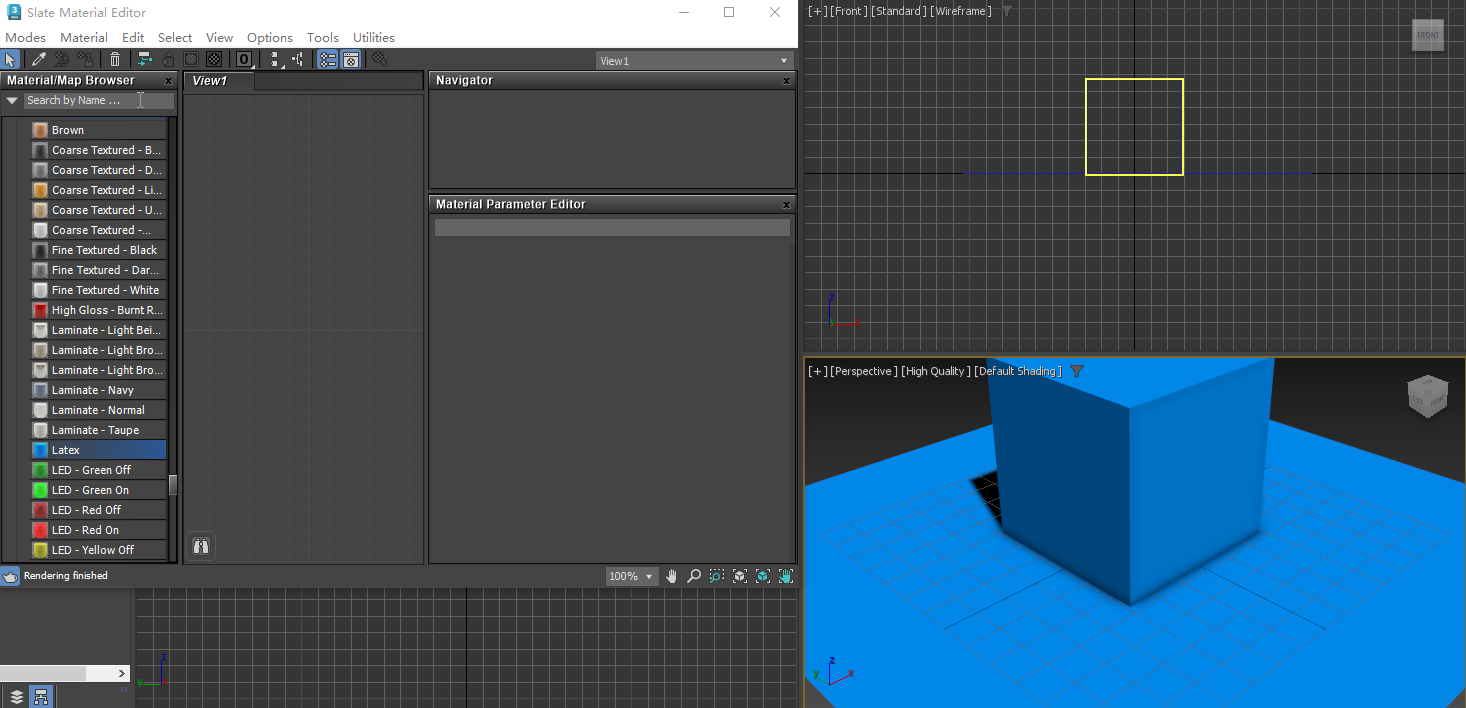 Slate Material Editor
Modes Material Edit Select View Options Tools Utilities
0
View1
Material/Map Browser
Search by Name ...
Brown
Coarse Textured - B...
Coarse Textured - D...
Coarse Textured - Li...
Coarse Textured - U...
Coarse Textured -...
Fine Textured - Black
Fine Textured - Dar...
Fine Textured - White
High Gloss - Burnt R...
Laminate - Light Bei...
Laminate - Light Bro...
Laminate - Light Bro...
Laminate - Navy
Laminate - Normal
Laminate - Taupe
Latex
LED - Green Off
LED - Green On
LED - Red Off
LED - Red On
LED - Yellow Off
View1
Navigator
Material Parameter Editor
Rendering finished
100%
z
y
[+] [Front] [Standard] [Wireframe]
FRONT
z
y
[+] [Perspective] [High Quality] [Default Shading]
z
y
x